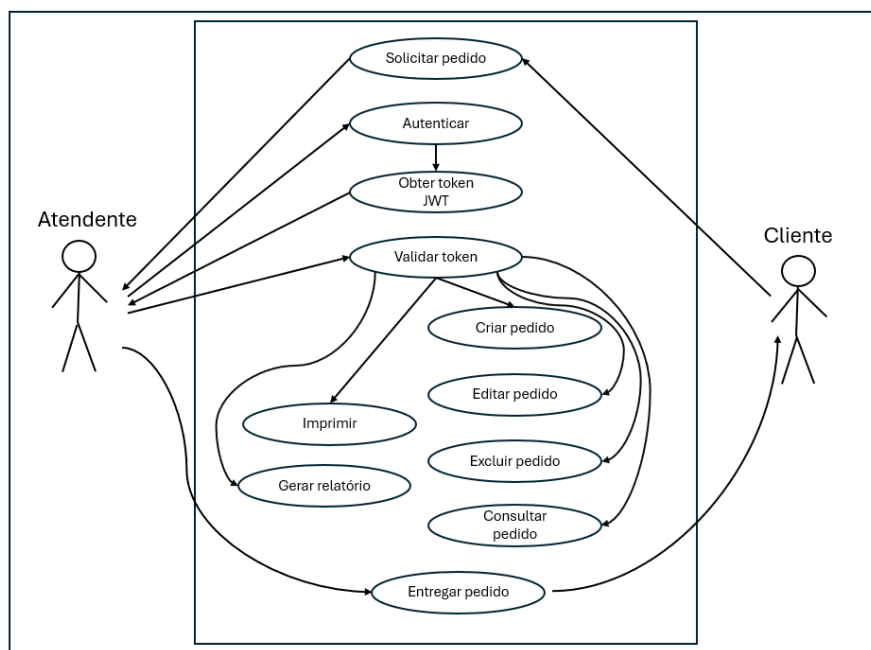 Solicitar pedido
Autenticar
Obter token
JWT
Atendente
Cliente
Validar token
Criar pedido
Editar pedido
Imprimir
Excluir pedido
Gerar relatório
Consultar
pedido
Entregar pedido